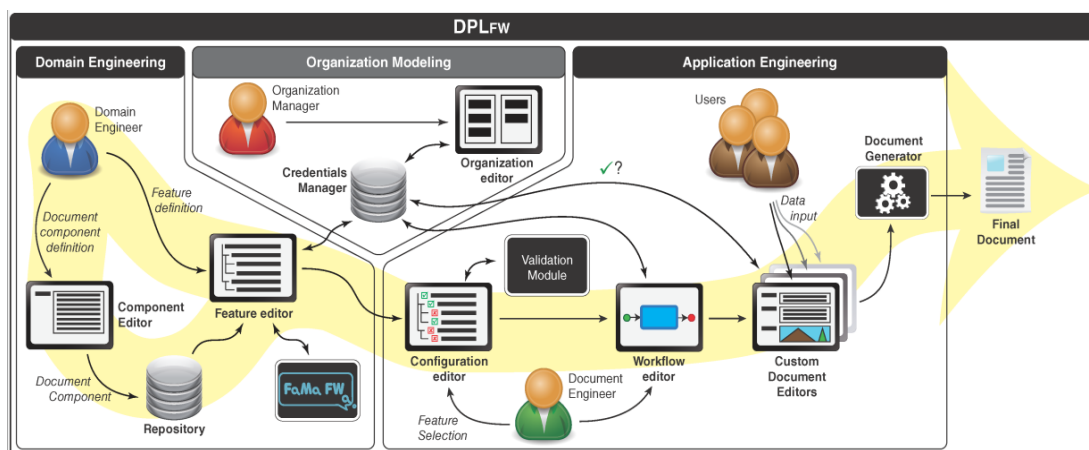 DPLFW
Domain Engineering
Organization Modeling
Application Engineering
Domain
Engineer
Organization
Manager
Organization
editor
Credentials
Manager
Users
Document
Generator
Final
Document
✓?
Data
input
Feature
definition
Document
component
definition
Component
Editor
Feature editor
Document
Component
Repository
FaMa FW
Validation
Module
Configuration
editor
Workflow
editor
Custom
Document
Editors
Document
Engineer
Feature
Selection